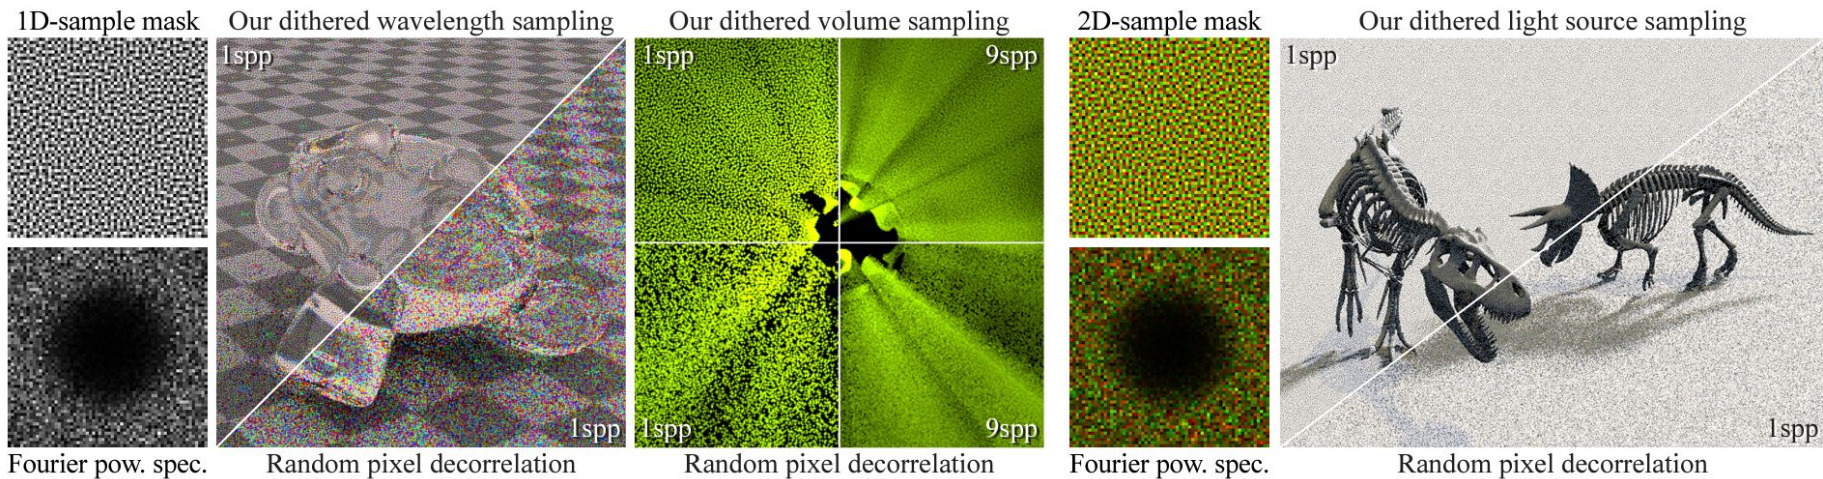 1D-sample mask
Our dithered wavelength sampling
Our dithered volume sampling
2D-sample mask
Our dithered light source sampling
1spp
1spp
9spp
1spp
1spp
1spp
9spp
1spp
Fourier pow. spec.
Random pixel decorrelation
Random pixel decorrelation
Fourier pow. spec.
Random pixel decorrelation